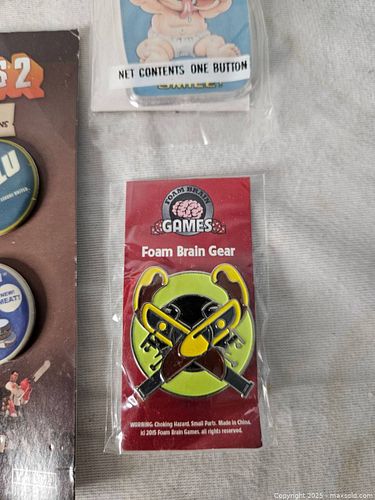 S 2
NET CONTENTS ONE BUTTON
SMILE!
LU
MEAT!
FOAM BRAIN
GAMES
Foam Brain Gear
WARNING: Choking Hazard. Small Parts. Made in China.
(c) 2015 Foam Brain Games. all rights reserved.
Copyright 2025 - maxsold.com